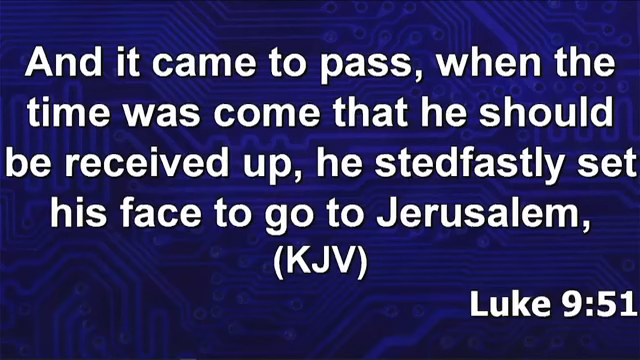 And it came to pass, when the
time was come that he should
be received up, he stedfastly set
his face to go to Jerusalem,
(KJV)
Luke 9:51